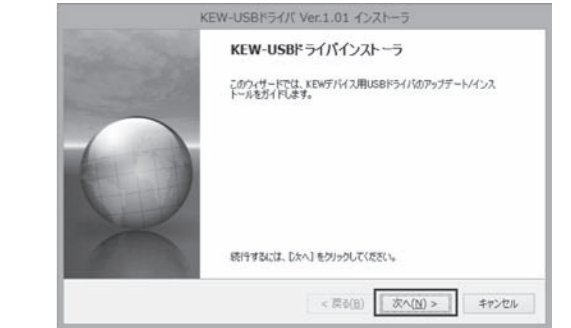 KEW-USBドライバ Ver.1.01 インストーラ
KEW-USBドライバインストーラ
このウィザードでは、KEWデバイス用USBドライバのアップデート/インス
トールをガイドします。
続行するには、[次へ] をクリックしてください。
< 戻る(B) 次へ(N) > キャンセル